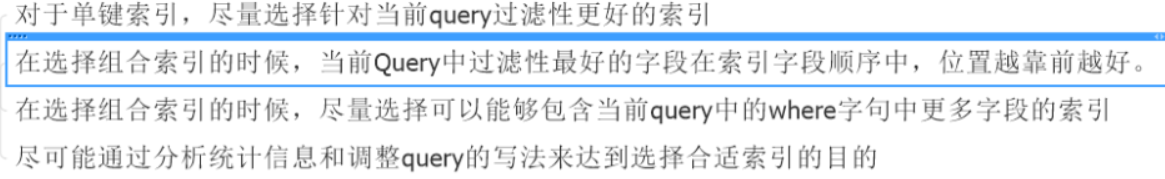 对于单键索引，尽量选择针对当前query过滤性更好的索引
在选择组合索引的时候，当前Query中过滤性最好的字段在索引字段顺序中，位置越靠前越好。
在选择组合索引的时候，尽量选择可以能够包含当前query中的where字句中更多字段的索引
尽可能通过分析统计信息和调整query的写法来达到选择合适索引的目的